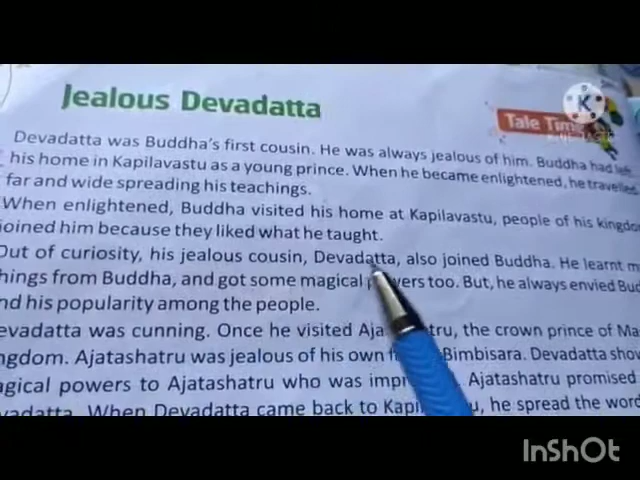 Jealous Devadatta
Tale Time
Devadatta was Buddha's first cousin. He was always jealous of him. Buddha had left
his home in Kapilavastu as a young prince. When he became enlightened, he travelled
far and wide spreading his teachings.
When enlightened, Buddha visited his home at Kapilavastu, people of his kingdo
joined him because they liked what he taught.
Out of curiosity, his jealous cousin, Devadatta, also joined Buddha. He learnt m
hings from Buddha, and got some magical powers too. But, he always envied Bud
nd his popularity among the people.
evadatta was cunning. Once he visited Aja tru, the crown prince of Ma
ngdom. Ajatashatru was jealous of his own Bimbisara. Devadatta show
agical powers to Ajatashatru who was impr Ajatashatru promised
vadatta. When Devadatta came back to Kapi u, he spread the word
K
InShOt